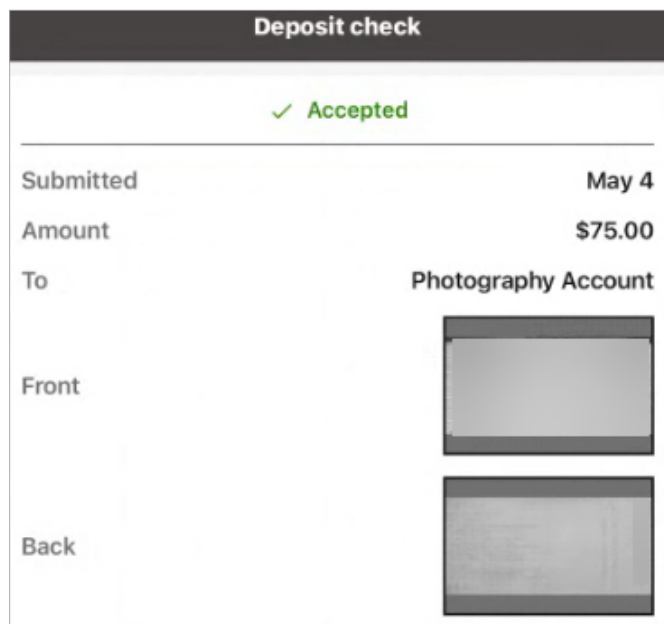 Deposit check
Accepted
Submitted May 4
Amount $75.00
To Photography Account
Front
Back